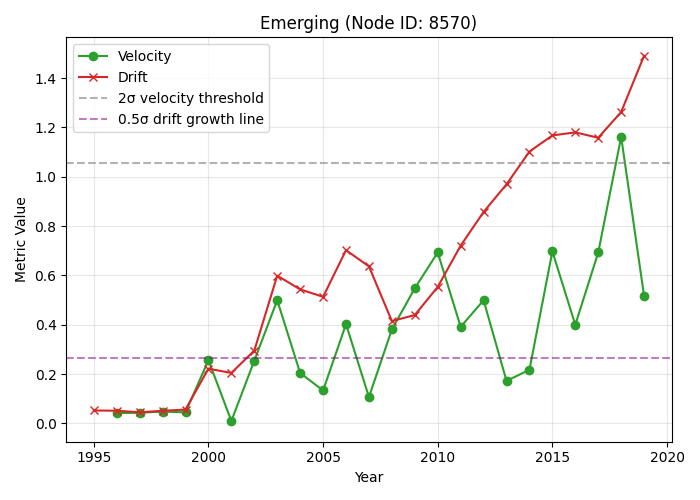 Emerging (Node ID: 8570)
Velocity
Drift
2σ velocity threshold
0.5σ drift growth line
Metric Value
1.4
1.2
1.0
0.8
0.6
0.4
0.2
0.0
1995 2000 2005 2010 2015 2020
Year